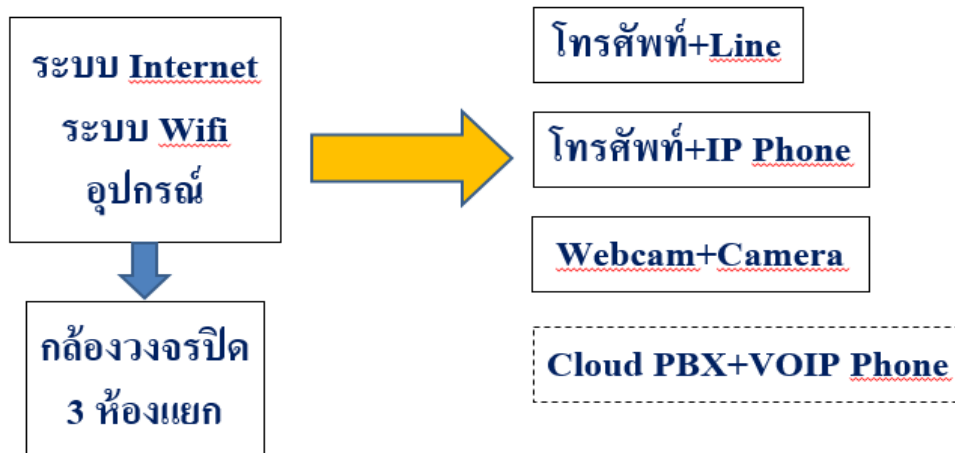 ระบบ Internet
ระบบ Wifi
อุปกรณ์
กล้องวงจรปิด
3 ห้องแยก
โทรศัพท์+Line
โทรศัพท์+IP Phone
Webcam+Camera
Cloud PBX+VOIP Phone